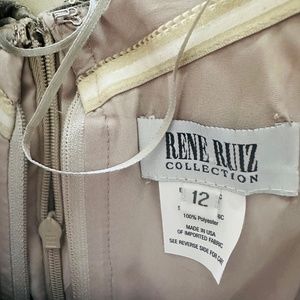 RENE RUIZ
COLLECTION
12
100% Polyester
MADE IN USA
OF IMPORTED FABRIC
SEE REVERSE SIDE FOR CARE